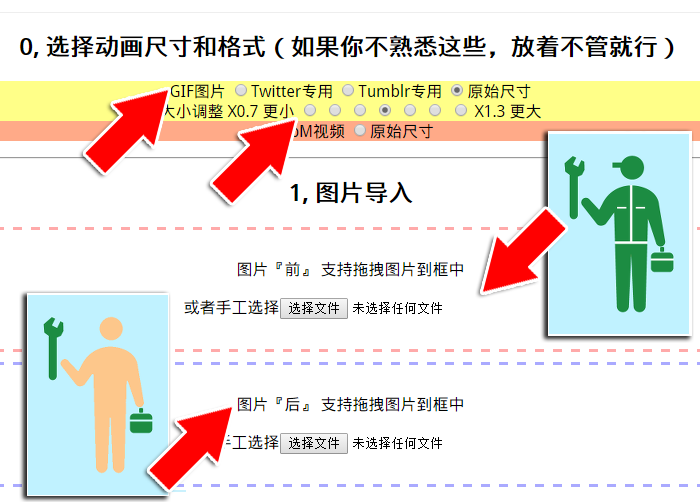 0, 选择动画尺寸和格式（如果你不熟悉这些，放着不管就行）
GIF图片 Twitter专用 Tumblr专用 原始尺寸
大小调整 X0.7 更小 X1.3 更大
M视频 原始尺寸
1, 图片导入
图片『前』 支持拖拽图片到框中
或者手工选择 选择文件 未选择任何文件
图片『后』 支持拖拽图片到框中
手工选择 选择文件 未选择任何文件